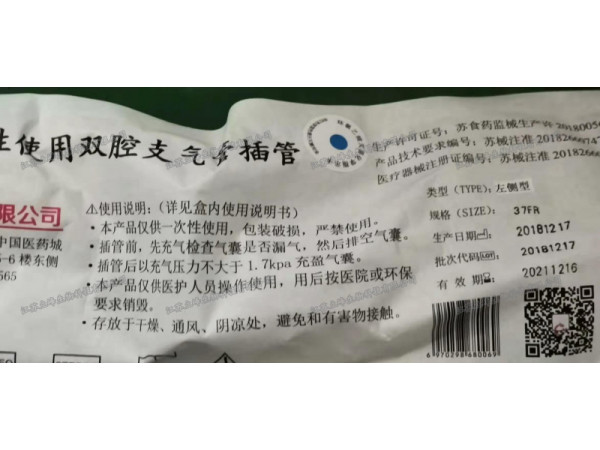 性使用双腔支气管插管
限公司
中国医药城
5-6 楼东侧
565
⚠使用说明:(详见盒内使用说明书)
• 本产品仅供一次性使用,包装破损,严禁使用。
• 插管前,先充气检查气囊是否漏气,然后排空气囊。
• 插管后以充气压力不大于 1.7kpa 充盈气囊。
• 本产品仅供医护人员操作使用,用后按医院或环保
要求销毁。
• 存放于干燥、通风、阴凉处,避免和有害物接触。
生产许可证号:苏食药监械生产许 2018005
产品技术要求编号:苏械注准 201826607
医疗器械注册证编号:苏械注准 2018266
类型(TYPE):左侧型
规格(SIZE): 37FR
生产日期: 20181217
批次代码LOT: 20181217
有 效 期: 20211216
6970298680069